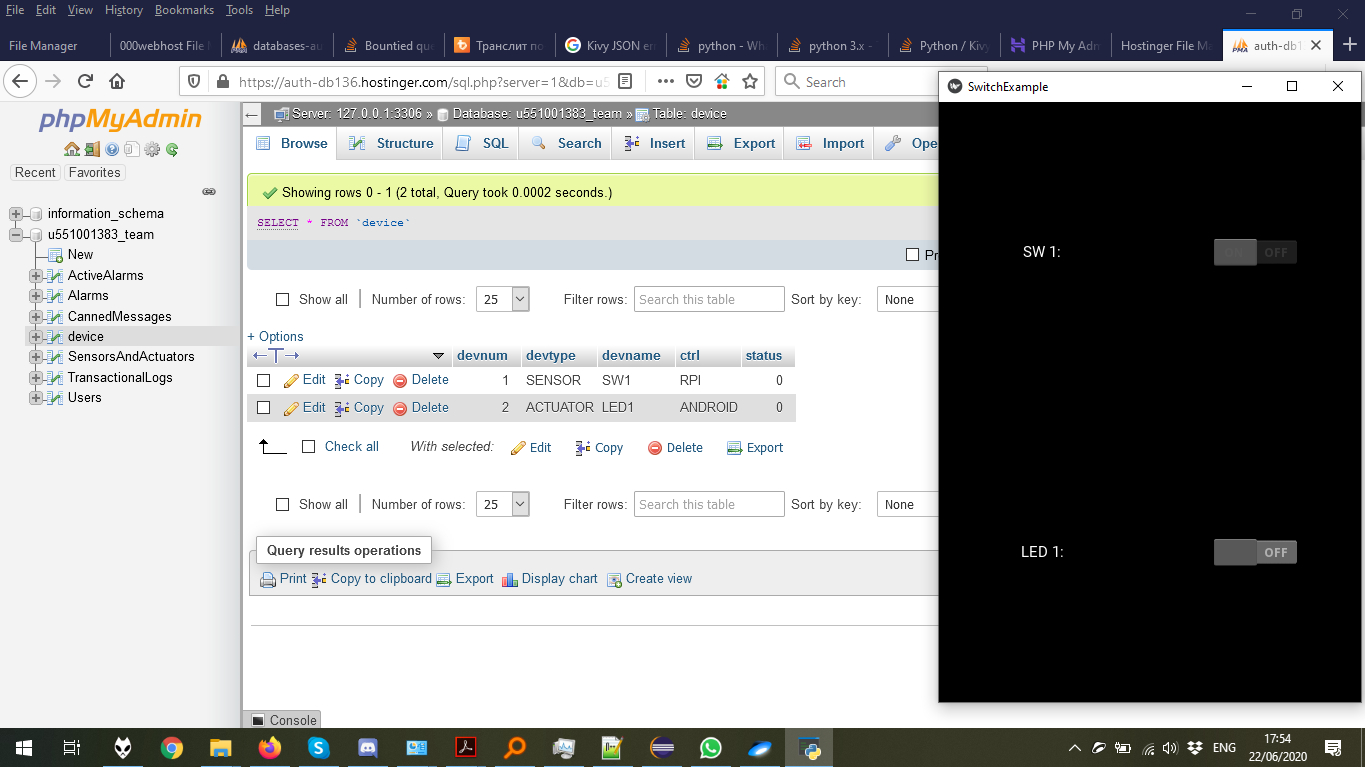 File Edit View History Bookmarks Tools Help
File Manager 000webhost File databases-au Bountied qu Транслит по Kivy JSON er python - Wh python 3.x - Python / Kiv PHP My Adm Hostinger File Ma auth-db1
https://auth-db136.hostinger.com/sql.php?server=1&db=u5 Search
SwitchExample
phpMyAdmin
Recent Favorites
information_schema
u551001383_team
New
ActiveAlarms
Alarms
CannedMessages
device
SensorsAndActuators
TransactionalLogs
Users
Server: 127.0.0.1:3306 » Database: u551001383_team » Table: device
Browse Structure SQL Search Insert Export Import Ope
Showing rows 0 - 1 (2 total, Query took 0.0002 seconds.)
SELECT * FROM `device`
Pr
Show all Number of rows: 25 Filter rows: Search this table Sort by key: None
+ Options
←T→ devnum devtype devname ctrl status
Edit Copy Delete 1 SENSOR SW1 RPI 0
Edit Copy Delete 2 ACTUATOR LED1 ANDROID 0
Check all With selected: Edit Copy Delete Export
Show all Number of rows: 25 Filter rows: Search this table Sort by key: None
Query results operations
Print Copy to clipboard Export Display chart Create view
Console
SW 1: ON OFF
LED 1: OFF
ENG 17:54
22/06/2020